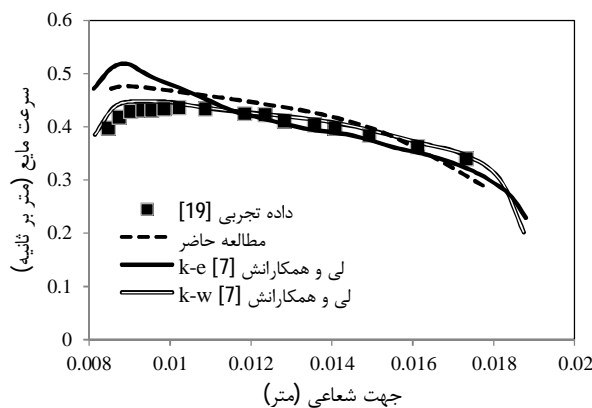 0.6
0.5
0.4
0.3
0.2
0.1
0
سرعت مایع (متر بر ثانیه)
داده تجربی [19]
مطالعه حاضر
لی و همکارانش [7] k-e
لی و همکارانش [7] k-w
0.008 0.01 0.012 0.014 0.016 0.018 0.02
جهت شعاعی (متر)